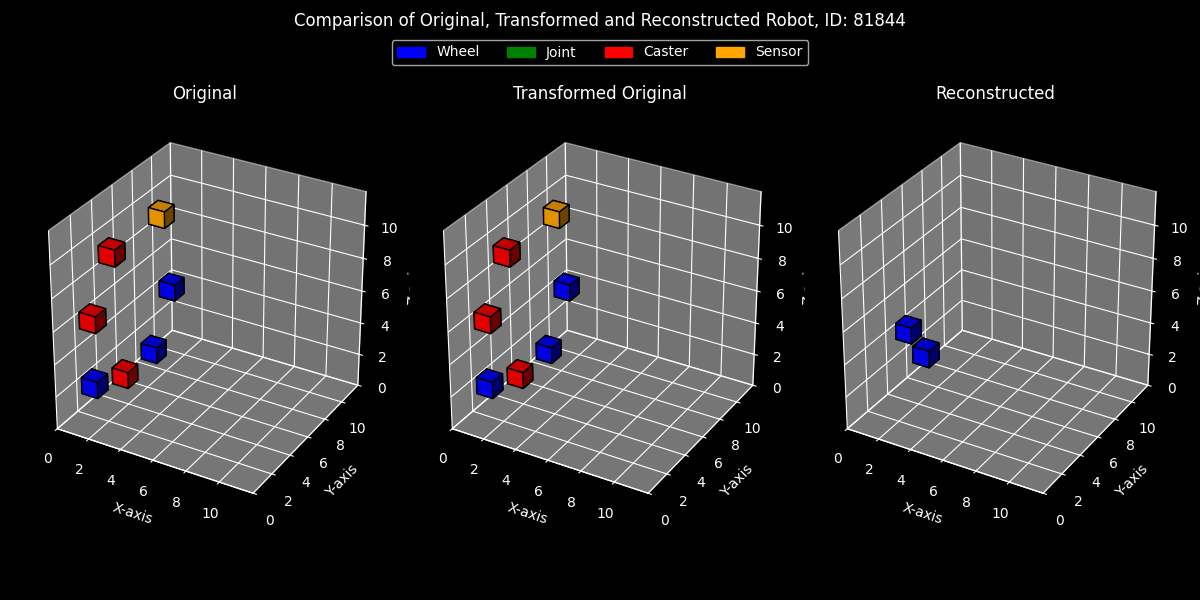 Comparison of Original, Transformed and Reconstructed Robot, ID: 81844
Wheel Joint Caster Sensor
Original Transformed Original Reconstructed
10 10 10
8 8 8
6 6 6
4 4 4
2 2 2
0 0 0
10 10 10
8 8 8
6 6 6
4 4 4
2 2 2
0 0 0
0 2 4 6 8 10 0 2 4 6 8 10 0 2 4 6 8 10
X-axis Y-axis X-axis Y-axis X-axis Y-axis